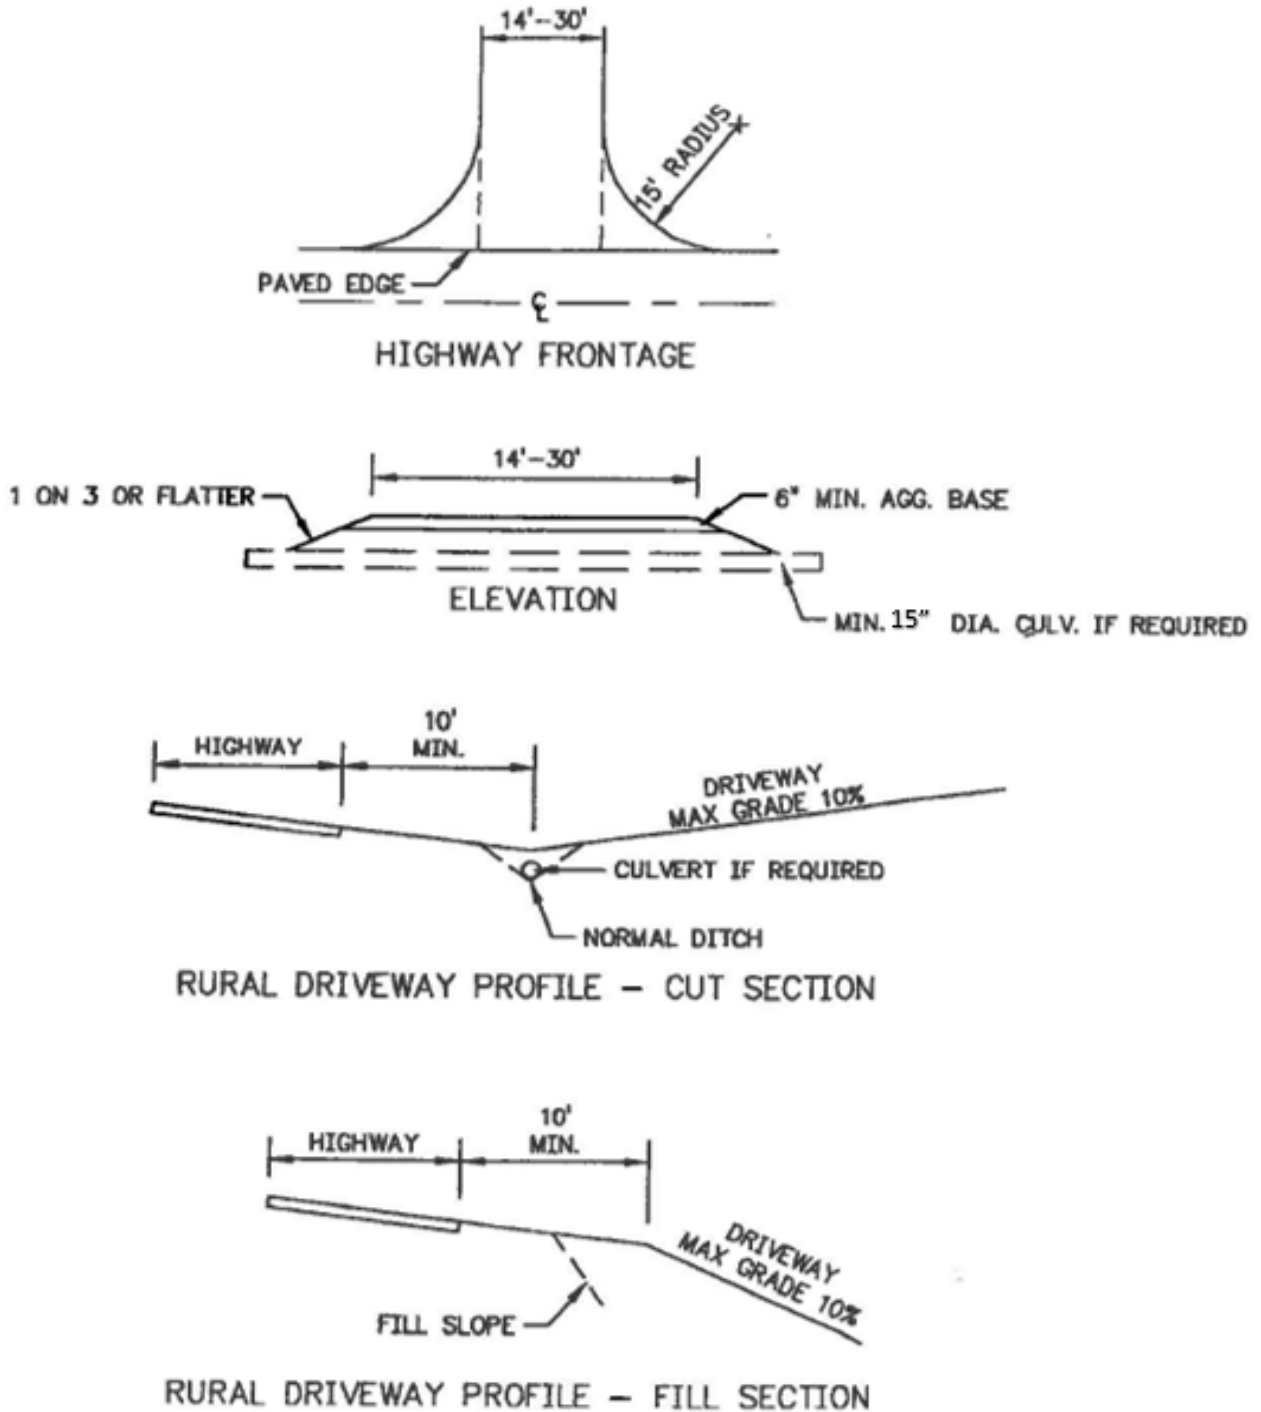 14'-30'
15' RADIUS
PAVED EDGE
℄
HIGHWAY FRONTAGE
14'-30'
1 ON 3 OR FLATTER
6" MIN. AGG. BASE
ELEVATION
MIN. 15" DIA. CULV. IF REQUIRED
10'
HIGHWAY MIN.
DRIVEWAY
MAX GRADE 10%
CULVERT IF REQUIRED
NORMAL DITCH
RURAL DRIVEWAY PROFILE - CUT SECTION
10'
HIGHWAY MIN.
DRIVEWAY
MAX GRADE 10%
FILL SLOPE
RURAL DRIVEWAY PROFILE - FILL SECTION